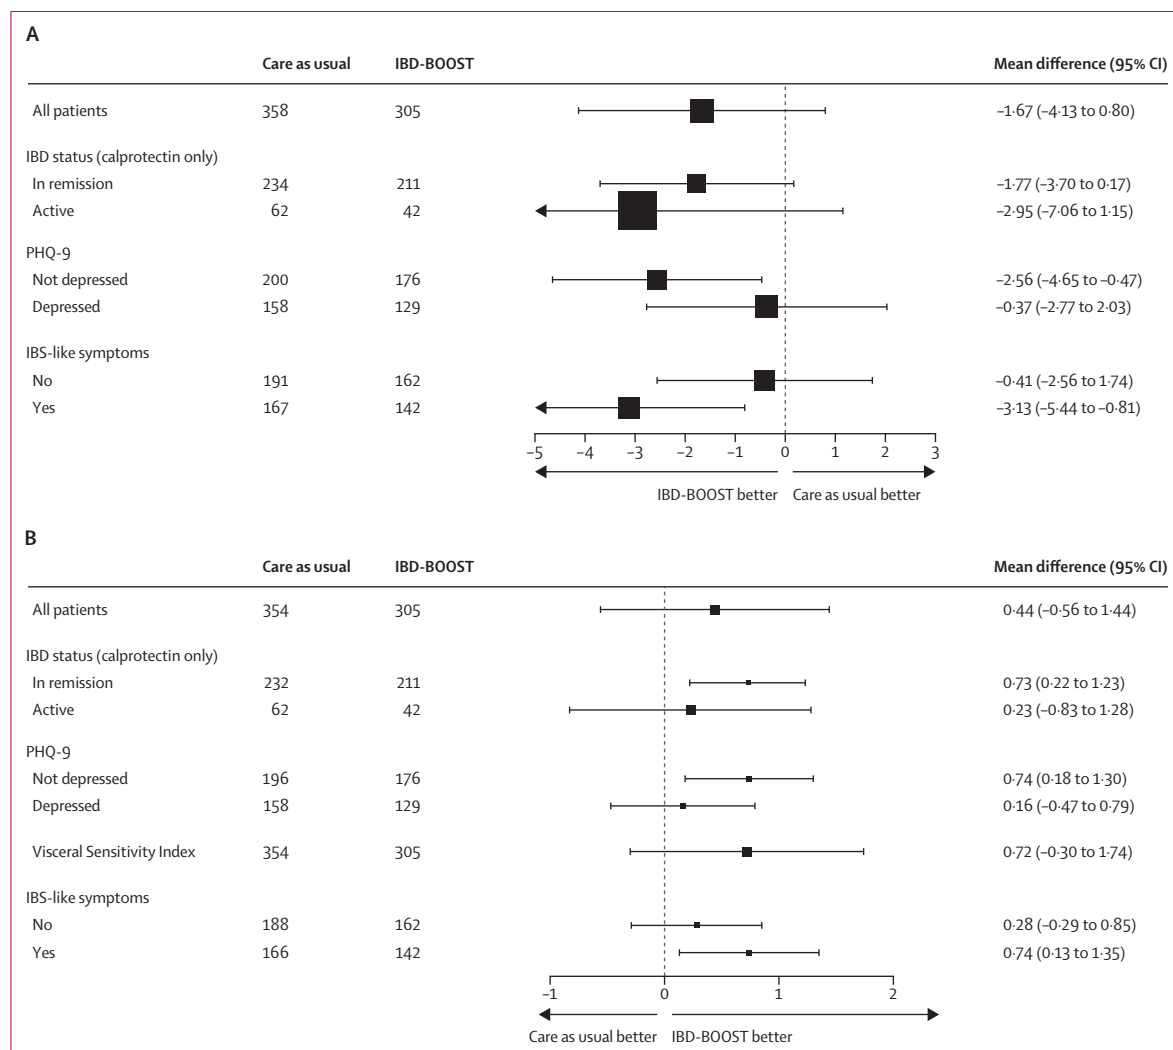 A
Care as usual IBD-BOOST Mean difference (95% CI)
All patients 358 305 –1·67 (–4·13 to 0·80)
IBD status (calprotectin only)
In remission 234 211 –1·77 (–3·70 to 0·17)
Active 62 42 –2·95 (–7·06 to 1·15)
PHQ-9
Not depressed 200 176 –2·56 (–4·65 to –0·47)
Depressed 158 129 –0·37 (–2·77 to 2·03)
IBS-like symptoms
No 191 162 –0·41 (–2·56 to 1·74)
Yes 167 142 –3·13 (–5·44 to –0·81)
–5 –4 –3 –2 –1 0 1 2 3
IBD-BOOST better Care as usual better
B
Care as usual IBD-BOOST Mean difference (95% CI)
All patients 354 305 0·44 (–0·56 to 1·44)
IBD status (calprotectin only)
In remission 232 211 0·73 (0·22 to 1·23)
Active 62 42 0·23 (–0·83 to 1·28)
PHQ-9
Not depressed 196 176 0·74 (0·18 to 1·30)
Depressed 158 129 0·16 (–0·47 to 0·79)
Visceral Sensitivity Index 354 305 0·72 (–0·30 to 1·74)
IBS-like symptoms
No 188 162 0·28 (–0·29 to 0·85)
Yes 166 142 0·74 (0·13 to 1·35)
–1 0 1 2
Care as usual better IBD-BOOST better